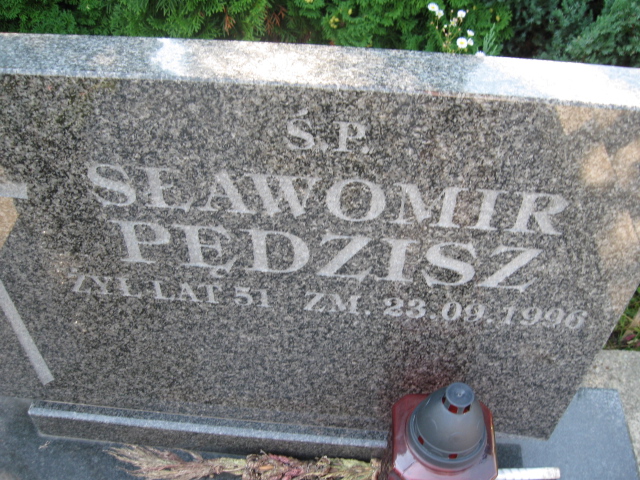 Ś.P.
SŁAWOMIR
PĘDZISZ
ŻYŁ LAT 51 ZM. 23.09.1996